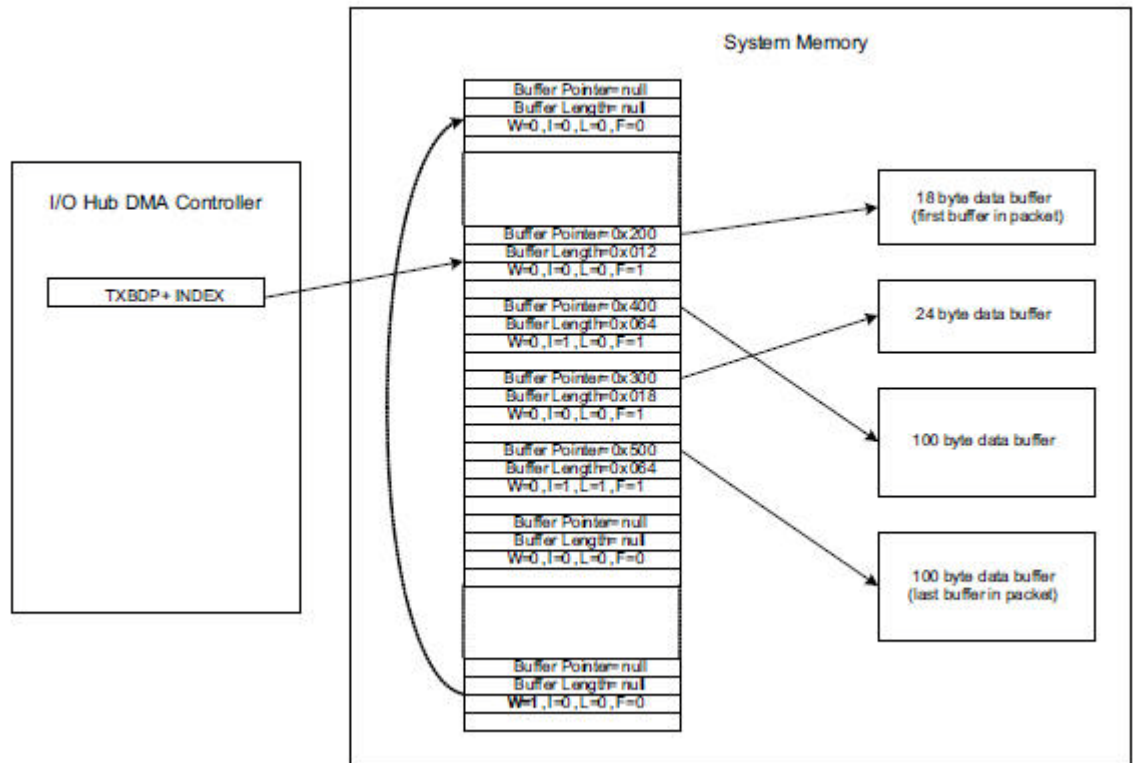 System Memory
Buffer Pointer=null
Buffer Length=null
W=0,I=0,L=0,F=0
I/O Hub DMA Controller
TXBDP+INDEX
Buffer Pointer=0x200
Buffer Length=0x012
W=0,I=0,L=0,F=1
Buffer Pointer=0x400
Buffer Length=0x064
W=0,I=1,L=0,F=1
Buffer Pointer=0x300
Buffer Length=0x018
W=0,I=0,L=0,F=1
Buffer Pointer=0x500
Buffer Length=0x064
W=0,I=1,L=1,F=1
Buffer Pointer=null
Buffer Length=null
W=0,I=0,L=0,F=0
Buffer Pointer=null
Buffer Length=null
W=1,I=0,L=0,F=0
18 byte data buffer
(first buffer in packet)
24 byte data buffer
100 byte data buffer
100 byte data buffer
(last buffer in packet)